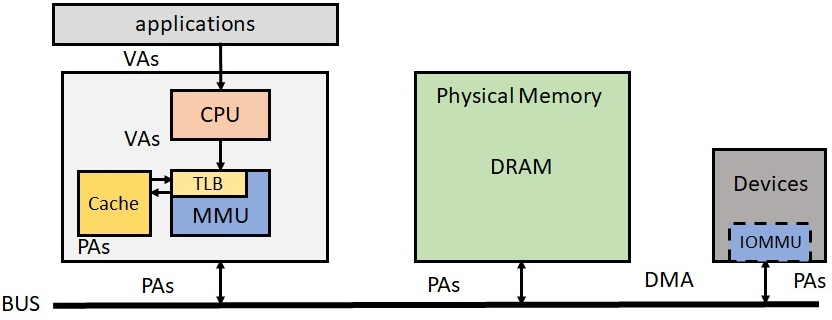 applications
VAs
CPU
VAs
TLB
Cache
MMU
PAs
PAs
Physical Memory
DRAM
PAs
Devices
IOMMU
DMA
PAs
BUS